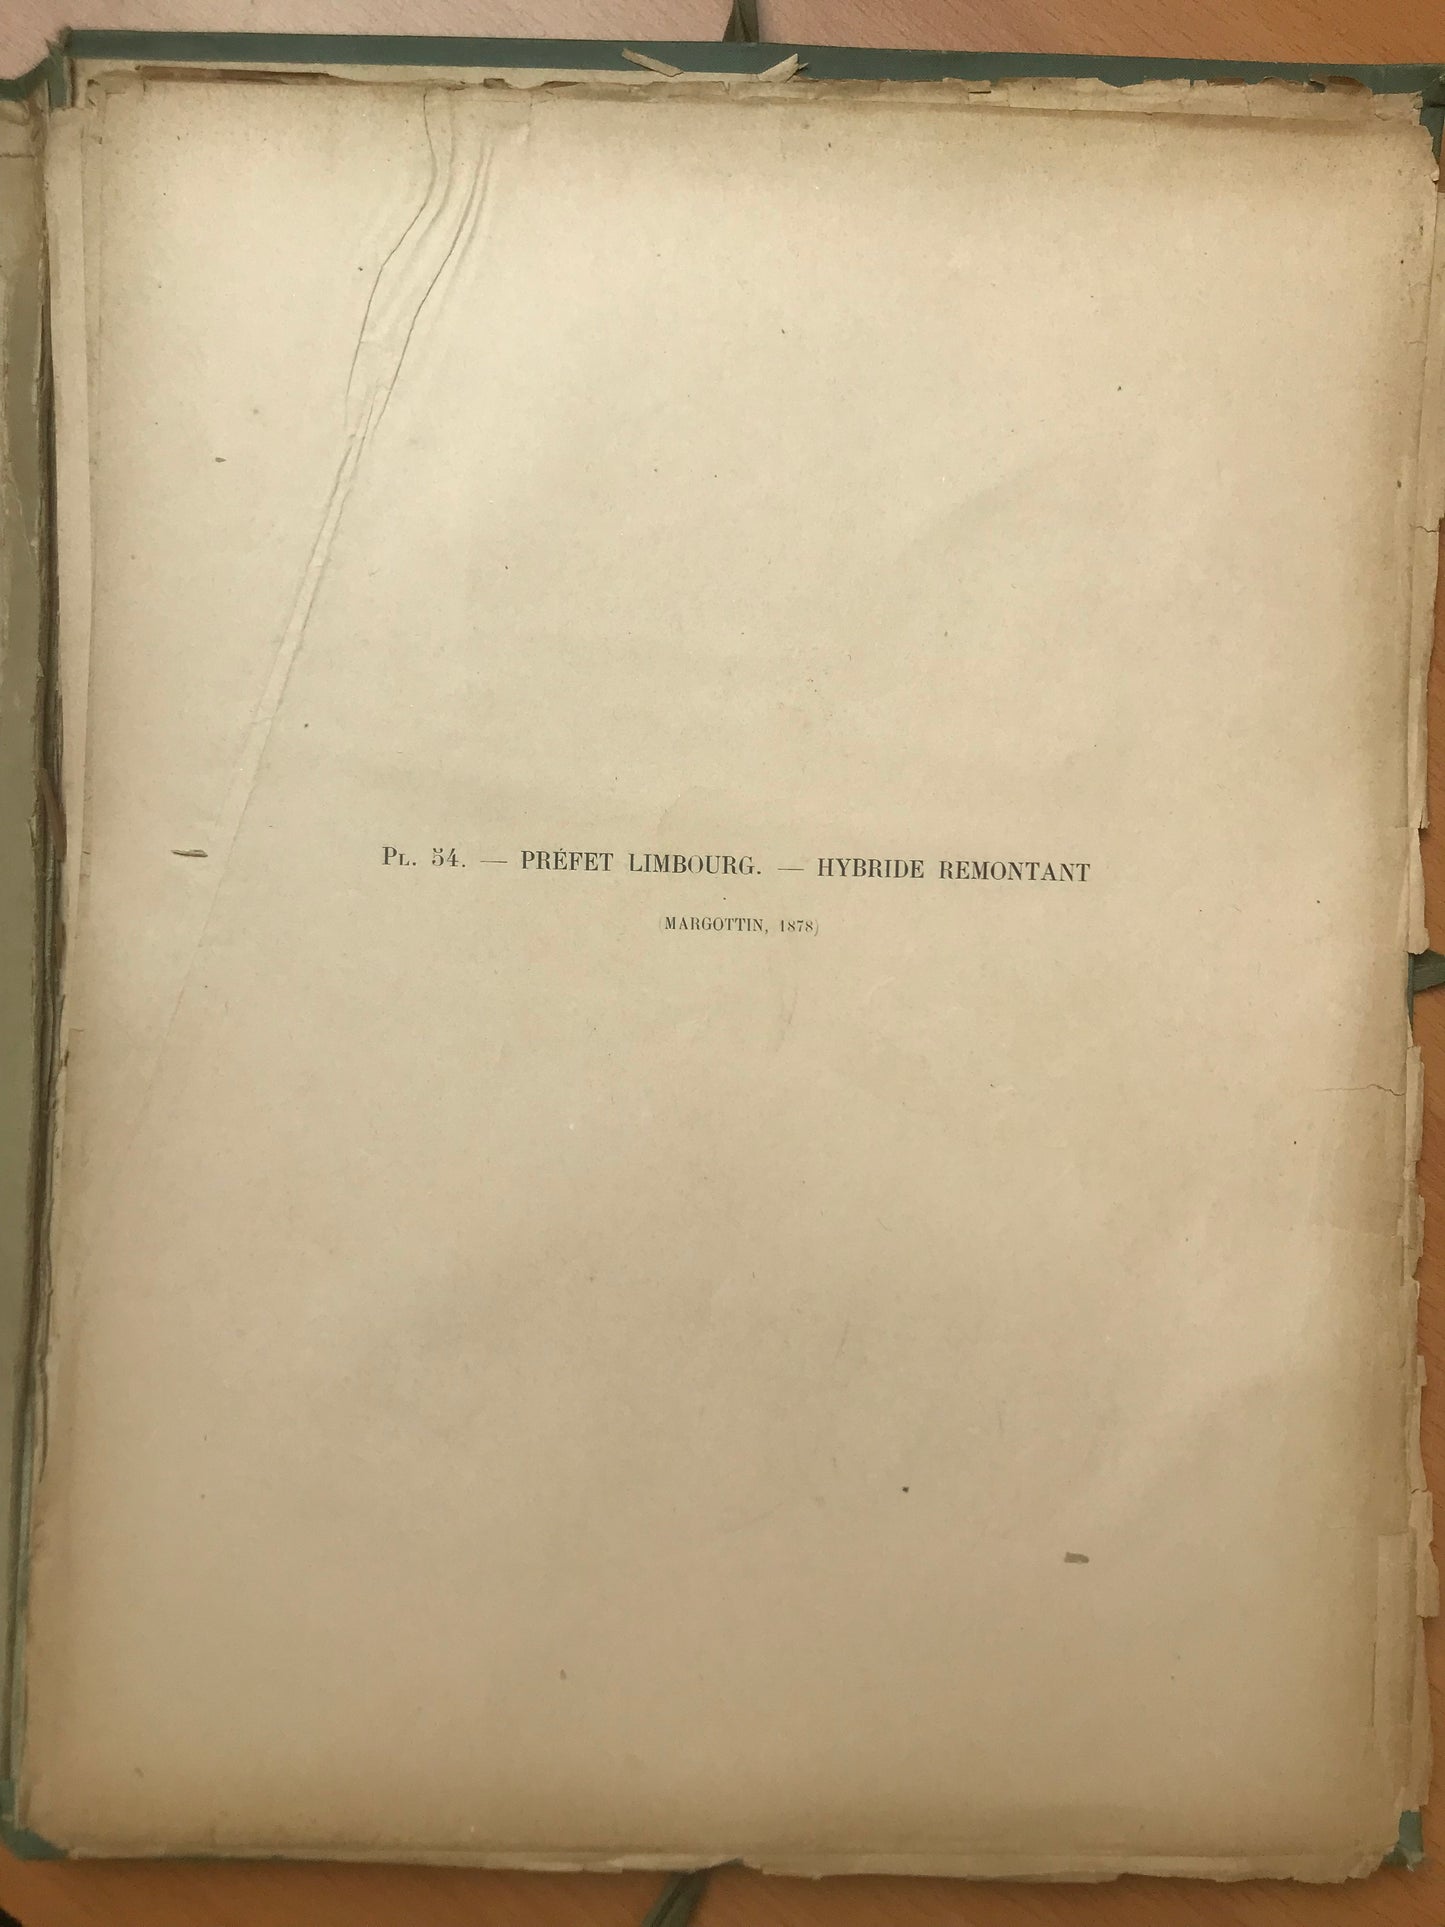 Pl. 54. — PRÉFET LIMBOURG. — HYBRIDE REMONTANT
(MARGOTTIN, 1878)